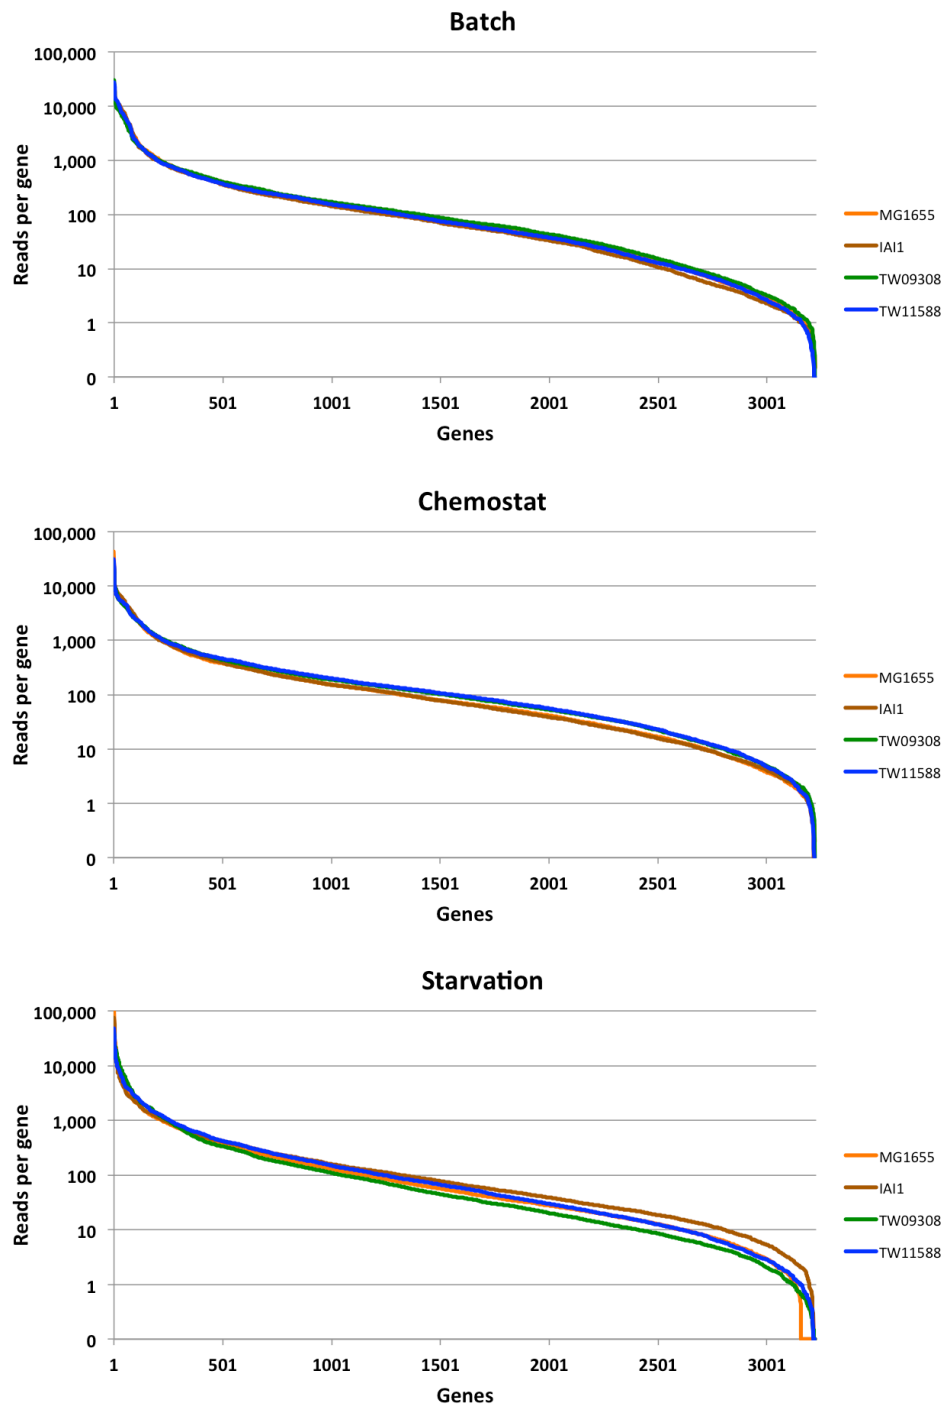 Batch
100,000
10,000
1,000
100
10
1
0
Reads per gene
1 501 1001 1501 2001 2501 3001
Genes
MG1655
IAI1
TW09308
TW11588
Chemostat
100,000
10,000
1,000
100
10
1
0
Reads per gene
1 501 1001 1501 2001 2501 3001
Genes
MG1655
IAI1
TW09308
TW11588
Starvation
100,000
10,000
1,000
100
10
1
0
Reads per gene
1 501 1001 1501 2001 2501 3001
Genes
MG1655
IAI1
TW09308
TW11588